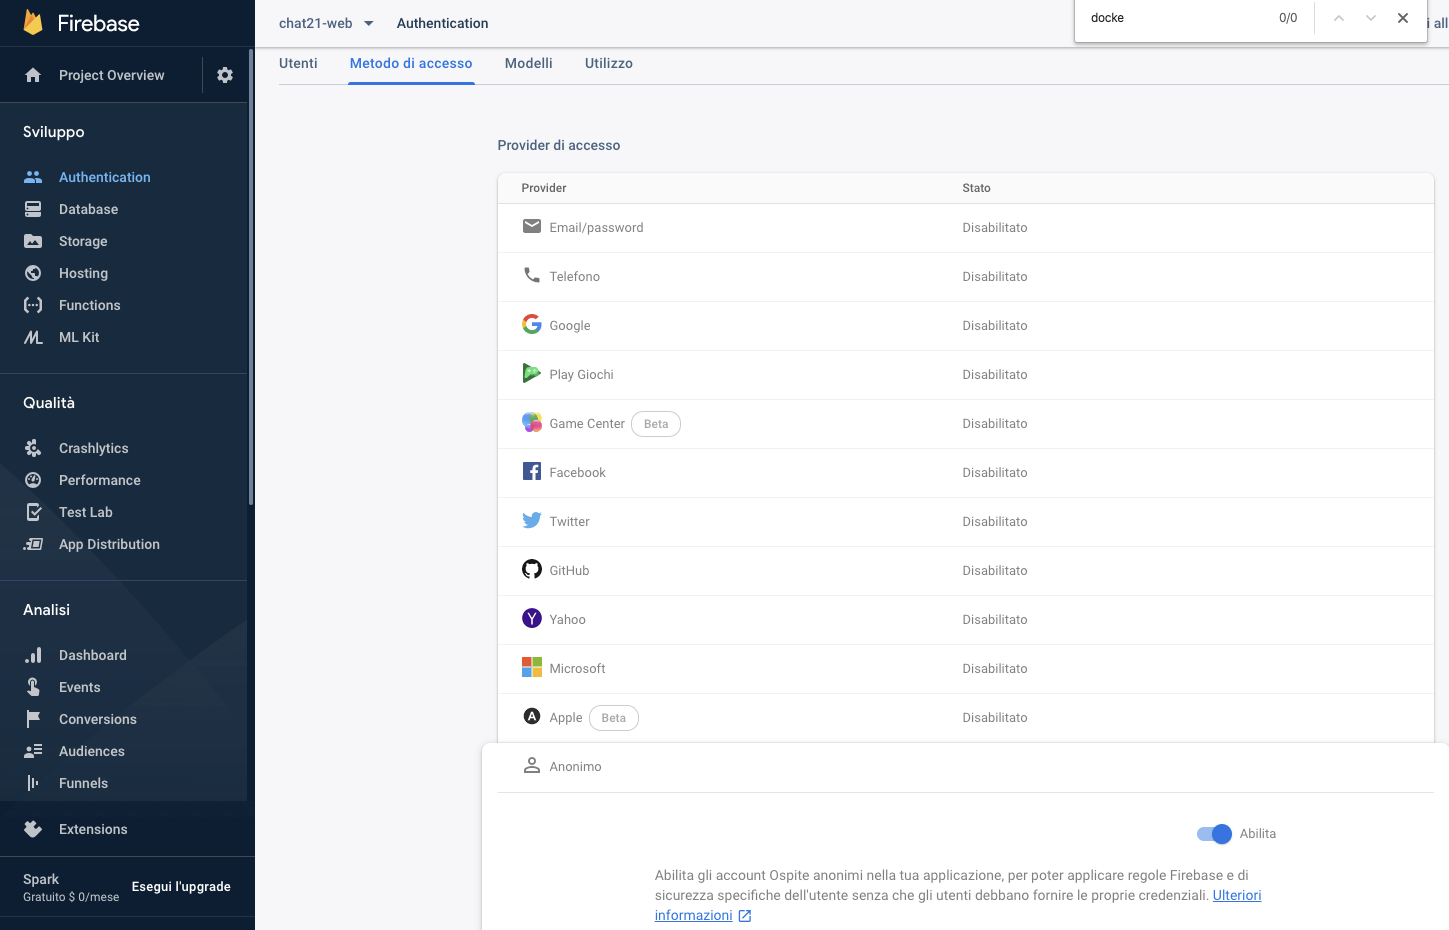 Firebase
chat21-web
Authentication
docke
0/0
i all
Project Overview
Utenti
Metodo di accesso
Modelli
Utilizzo
Sviluppo
Authentication
Database
Storage
Hosting
Functions
ML Kit
Qualità
Crashlytics
Performance
Test Lab
App Distribution
Analisi
Dashboard
Events
Conversions
Audiences
Funnels
Extensions
Spark
Gratuito $ 0/mese
Esegui l'upgrade
Provider di accesso
Provider Stato
Email/password Disabilitato
Telefono Disabilitato
Google Disabilitato
Play Giochi Disabilitato
Game Center Beta Disabilitato
Facebook Disabilitato
Twitter Disabilitato
GitHub Disabilitato
Yahoo Disabilitato
Microsoft Disabilitato
Apple Beta Disabilitato
Anonimo
Abilita
Abilita gli account Ospite anonimi nella tua applicazione, per poter applicare regole Firebase e di
sicurezza specifiche dell'utente senza che gli utenti debbano fornire le proprie credenziali. Ulteriori
informazioni